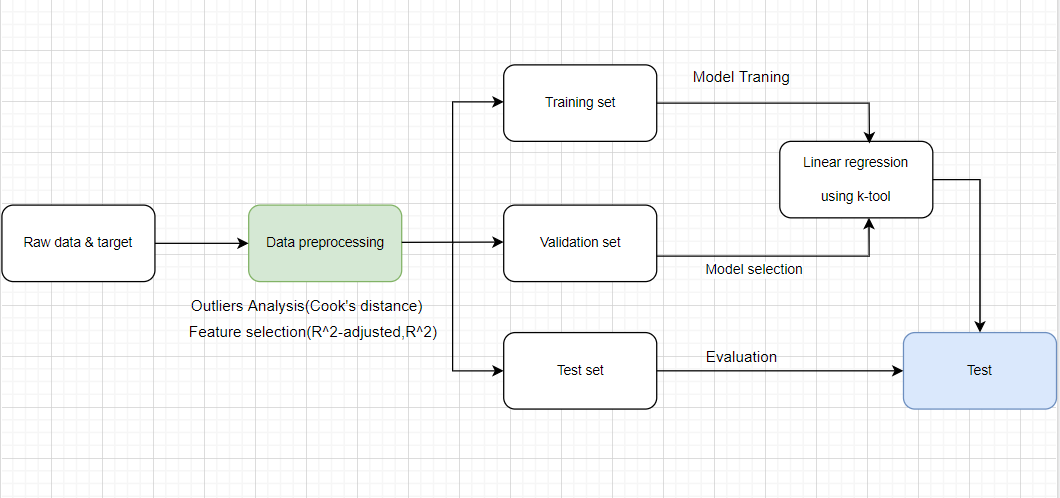 Raw data & target
Data preprocessing
Outliers Analysis(Cook's distance)
Feature selection(R^2-adjusted,R^2)
Training set
Validation set
Test set
Model Traning
Model selection
Evaluation
Linear regression
using k-tool
Test